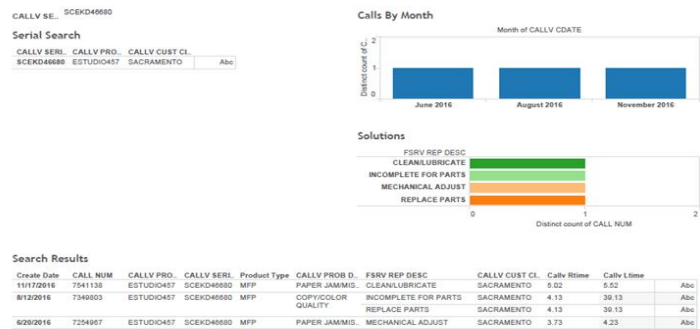 CALLV SE.. SCEKD46680
Serial Search
CALLV SERI.. CALLV PRO.. CALLV CUST CI..
SCEKD46680 ESTUDIO457 SACRAMENTO Abc
Calls By Month
Month of CALLV CDATE
Distinct count of C..
2
1
0
June 2016 August 2016 November 2016
Solutions
FSRV REP DESC
CLEAN/LUBRICATE
INCOMPLETE FOR PARTS
MECHANICAL ADJUST
REPLACE PARTS
0 1 2
Distinct count of CALL NUM
Search Results
Create Date CALL NUM CALLV PRO.. CALLV SERI.. Product Type CALLV PROB D.. FSRV REP DESC CALLV CUST CI.. Callv Rtime Callv Ltime
11/17/2016 7541138 ESTUDIO457 SCEKD46680 MFP PAPER JAM/MIS.. CLEAN/LUBRICATE SACRAMENTO 5.02 5.52 Abc
8/12/2016 7349803 ESTUDIO457 SCEKD46680 MFP COPY/COLOR QUALITY INCOMPLETE FOR PARTS SACRAMENTO 4.13 39.13 Abc
REPLACE PARTS SACRAMENTO 4.13 39.13 Abc
6/20/2016 7254967 ESTUDIO457 SCEKD46680 MFP PAPER JAM/MIS.. MECHANICAL ADJUST SACRAMENTO 3.73 4.23 Abc